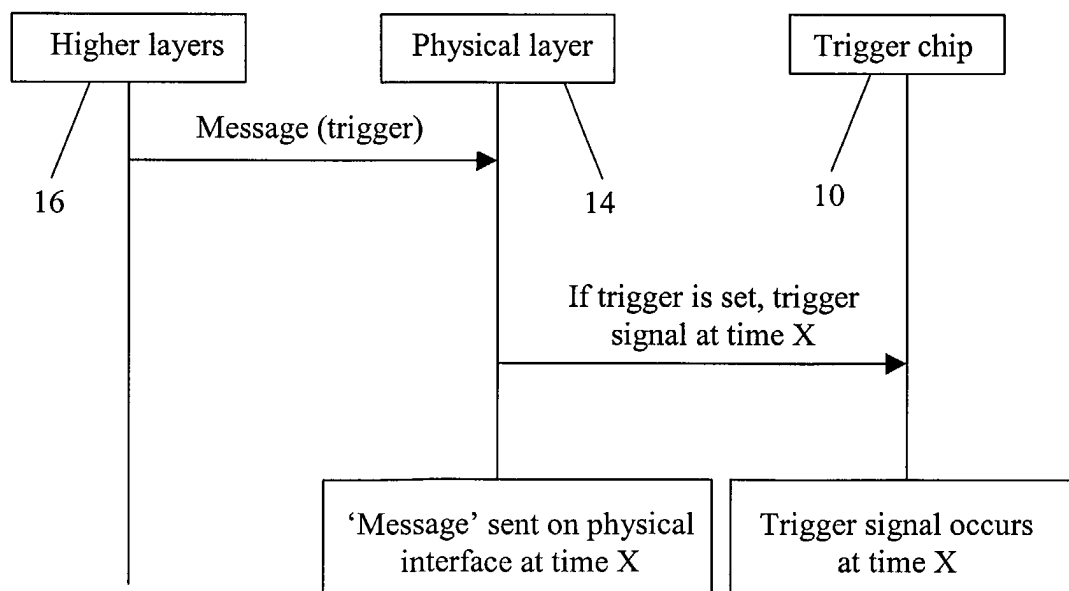 Higher layers
Physical layer
Trigger chip
Message (trigger)
16
14
10
If trigger is set, trigger
signal at time X
‘Message’ sent on physical
interface at time X
Trigger signal occurs
at time X